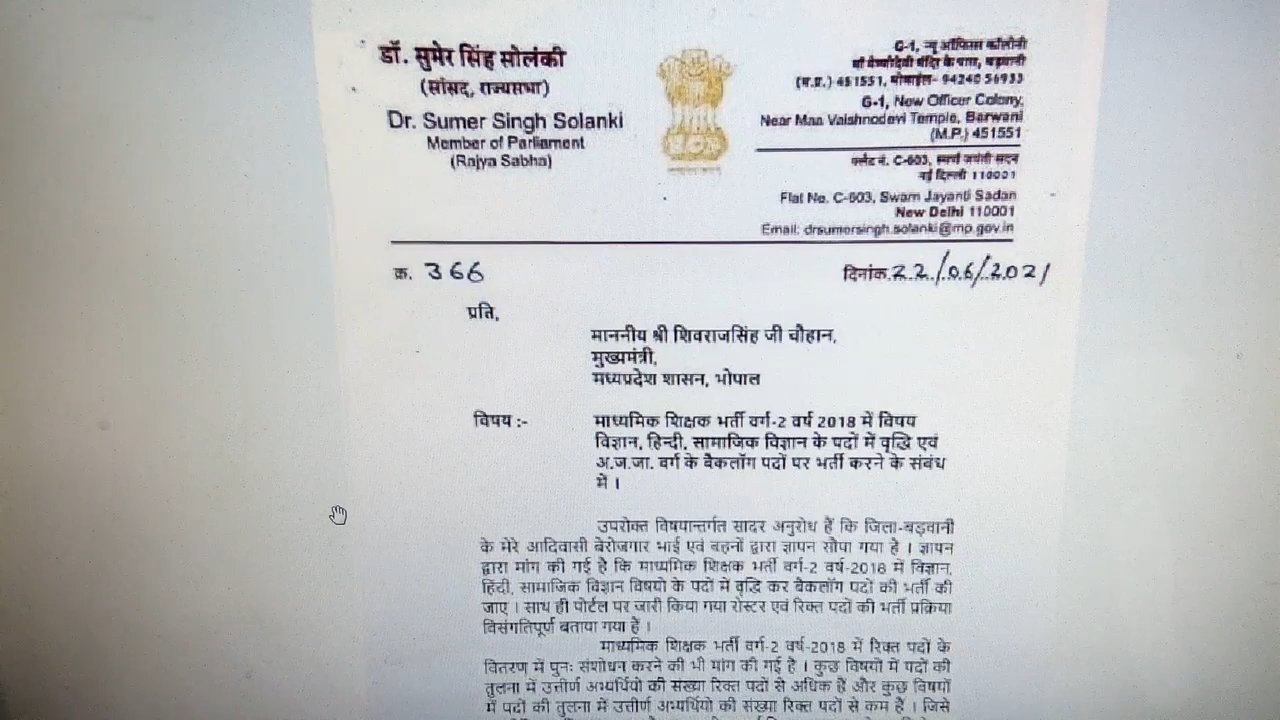 डॉ. सुमेर सिंह सोलंकी
(सांसद, राज्यसभा)
Dr. Sumer Singh Solanki
Member of Parliament
(Rajya Sabha)
G-1, न्यू ऑफिसर कॉलोनी
माँ वैष्णोदेवी मंदिर के पास, बड़वानी
(म.प्र.) 451551, मोबाईल- 94240 56933
G-1, New Officer Colony,
Near Maa Vaishnodevi Temple, Barwani
(M.P.) 451551
फ्लैट नं. C-603, स्वर्ण जयंती सदन
नई दिल्ली 110001
Flat No. C-603, Swarn Jayanti Sadan
New Delhi 110001
Email: drsumersingh.solanki@mp.gov.in
क्र. 366
दिनांक 22/06/2021
प्रति,
माननीय श्री शिवराजसिंह जी चौहान,
मुख्यमंत्री,
मध्यप्रदेश शासन, भोपाल
विषय :- माध्यमिक शिक्षक भर्ती वर्ग-2 वर्ष 2018 में विषय
विज्ञान, हिन्दी, सामाजिक विज्ञान के पदों में वृद्धि एवं
अ.ज.जा. वर्ग के बैकलॉग पदों पर भर्ती करने के संबंध
में ।
उपरोक्त विषयान्तर्गत सादर अनुरोध हैं कि जिला-बड़वानी
के मेरे आदिवासी बेरोजगार भाई एवं बहनों द्वारा ज्ञापन सौपा गया है । ज्ञापन
द्वारा मांग की गई है कि माध्यमिक शिक्षक भर्ती वर्ग-2 वर्ष-2018 में विज्ञान,
हिंदी, सामाजिक विज्ञान विषयो के पदों में वृद्धि कर बैकलॉग पदों की भर्ती की
जाए । साथ ही पोर्टल पर जारी किया गया रोस्टर एवं रिक्त पदों की भर्ती प्रक्रिया
विसंगतिपूर्ण बताया गया हैं ।
माध्यमिक शिक्षक भर्ती वर्ग-2 वर्ष-2018 में रिक्त पदों के
वितरण में पुनः संशोधन करने की भी मांग की गई है । कुछ विषयों में पदों की
तुलना में उत्तीर्ण अभ्यर्थियो की संख्या रिक्त पदों से अधिक है और कुछ विषयों
में पदों की तुलना में उत्तीर्ण अभ्यर्थियो की संख्या रिक्त पदों से कम हैं । जिसे